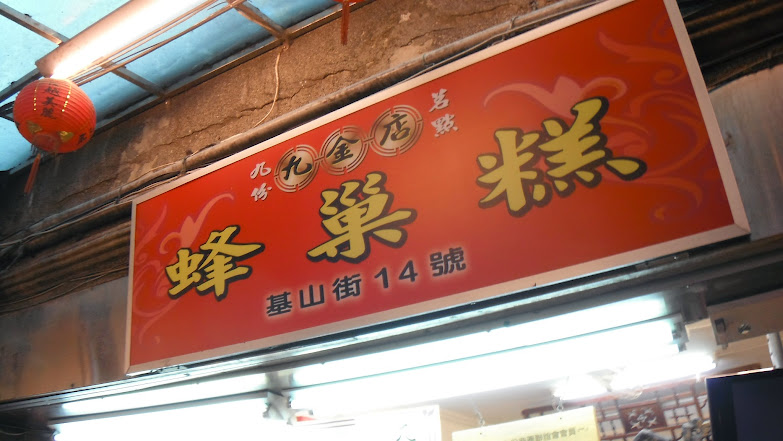 九份 九金店 茗點
蜂巢糕
基山街14號